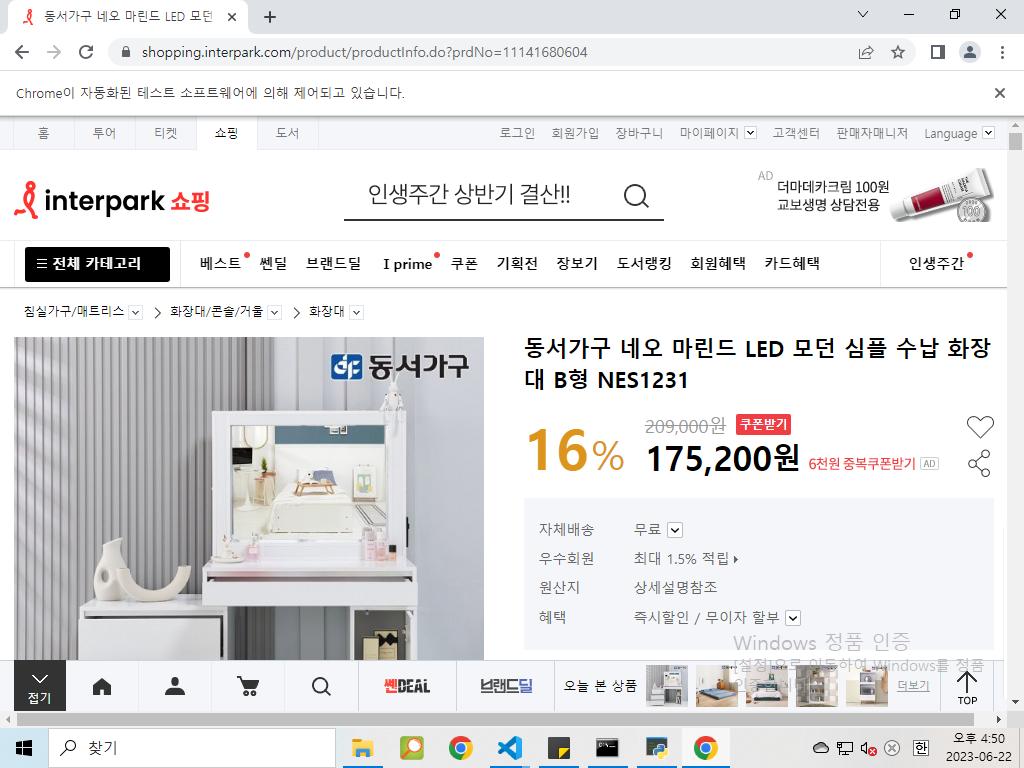 동서가구 네오 마린드 LED 모던
shopping.interpark.com/product/productInfo.do?prdNo=11141680604
Chrome이 자동화된 테스트 소프트웨어에 의해 제어되고 있습니다.
홈 투어 티켓 쇼핑 도서 로그인 회원가입 장바구니 마이페이지 고객센터 판매자매니저 Language
interpark 쇼핑
인생주간 상반기 결산!!
AD
더마데카크림 100원
교보생명 상담전용
전체 카테고리 베스트 쎈딜 브랜드딜 I prime 쿠폰 기획전 장보기 도서랭킹 회원혜택 카드혜택 인생주간
침실가구/매트리스 화장대/콘솔/거울 화장대
동서가구
동서가구 네오 마린드 LED 모던 심플 수납 화장
대 B형 NES1231
16%
209,000원 쿠폰받기
175,200원 6천원 중복쿠폰받기 AD
자체배송 무료
우수회원 최대 1.5% 적립
원산지 상세설명참조
혜택 즉시할인 / 무이자 할부
Windows 정품 인증
[설정]으로 이동하여 Windows를 정품
접기
쎈DEAL
브랜드딜
오늘 본 상품
더보기
TOP
찾기
한
오후 4:50
2023-06-22